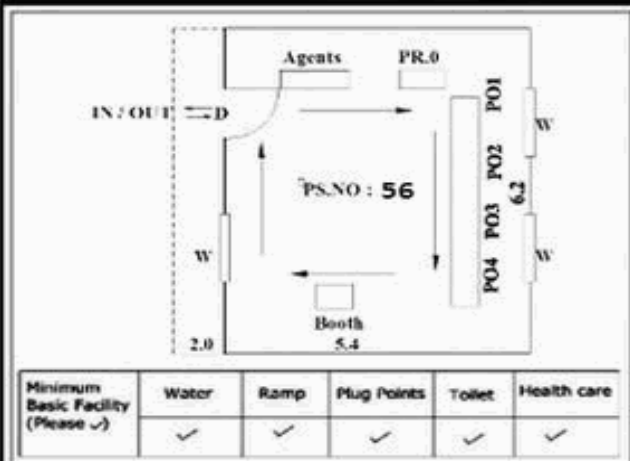 Agents PR.0
IN / OUT D
PO1
W
PO2
PS.NO : 56
6.2
PO3
W
W
PO4
Booth
2.0 5.4
Minimum Basic Facility (Please ✓) Water Ramp Plug Points Toilet Health care
✓ ✓ ✓ ✓ ✓